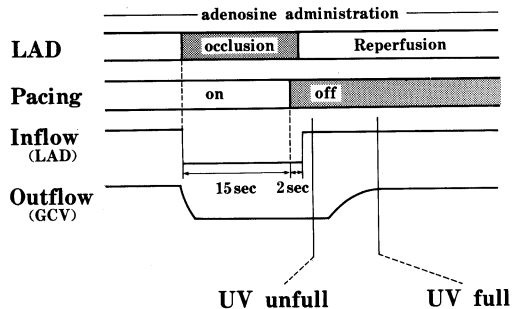 adenosine administration
LAD occlusion Reperfusion
Pacing on off
Inflow
(LAD)
15 sec 2 sec
Outflow
(GCV)
UV unfull UV full